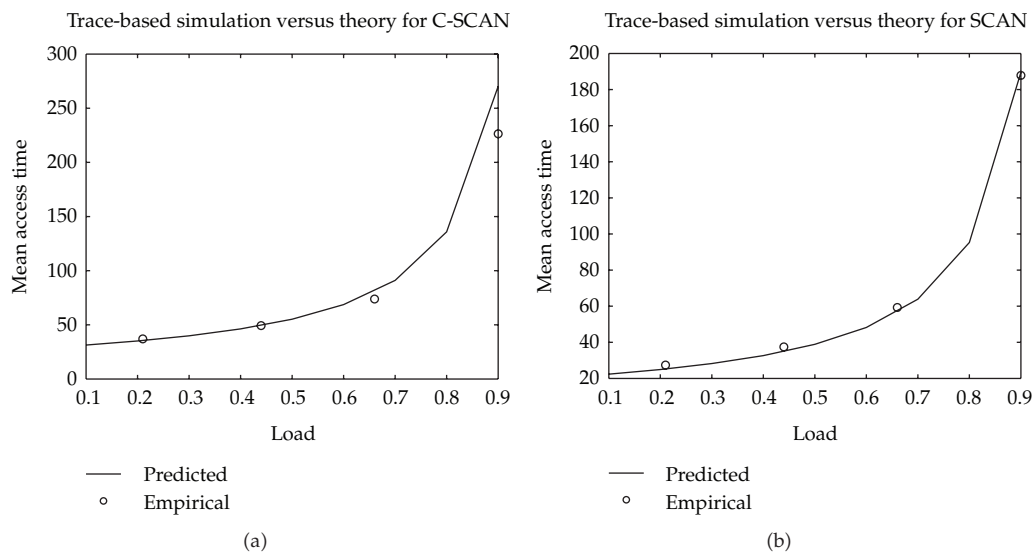 Trace-based simulation versus theory for C-SCAN
300
250
200
150
100
50
0
Mean access time
0.1 0.2 0.3 0.4 0.5 0.6 0.7 0.8 0.9
Load
Predicted
Empirical
(a)
Trace-based simulation versus theory for SCAN
200
180
160
140
120
100
80
60
40
20
Mean access time
0.1 0.2 0.3 0.4 0.5 0.6 0.7 0.8 0.9
Load
Predicted
Empirical
(b)